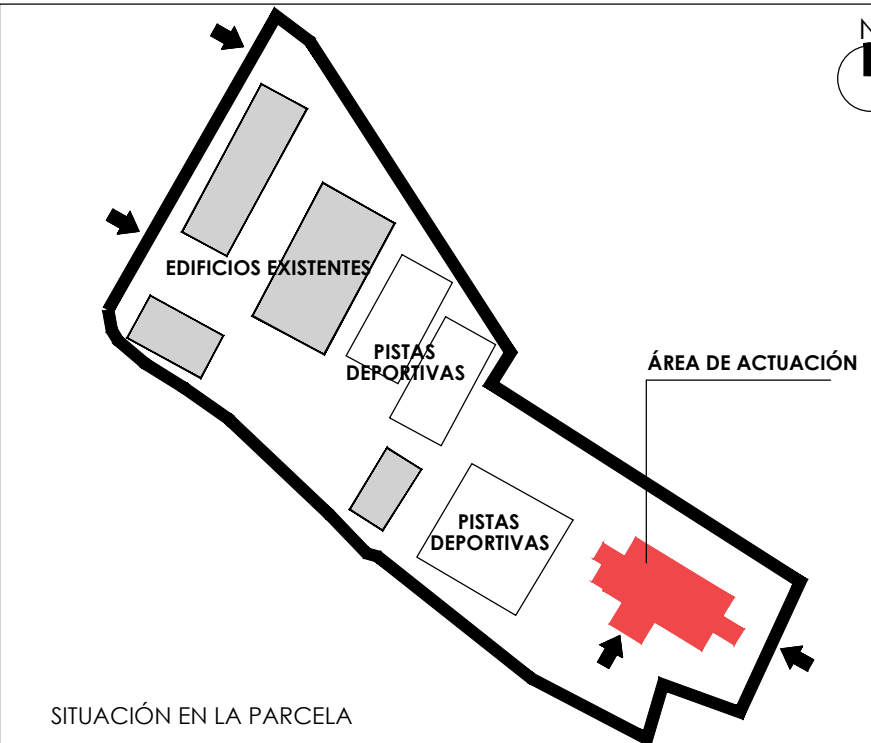 N
EDIFICIOS EXISTENTES
PISTAS
DEPORTIVAS
ÁREA DE ACTUACIÓN
PISTAS
DEPORTIVAS
SITUACIÓN EN LA PARCELA